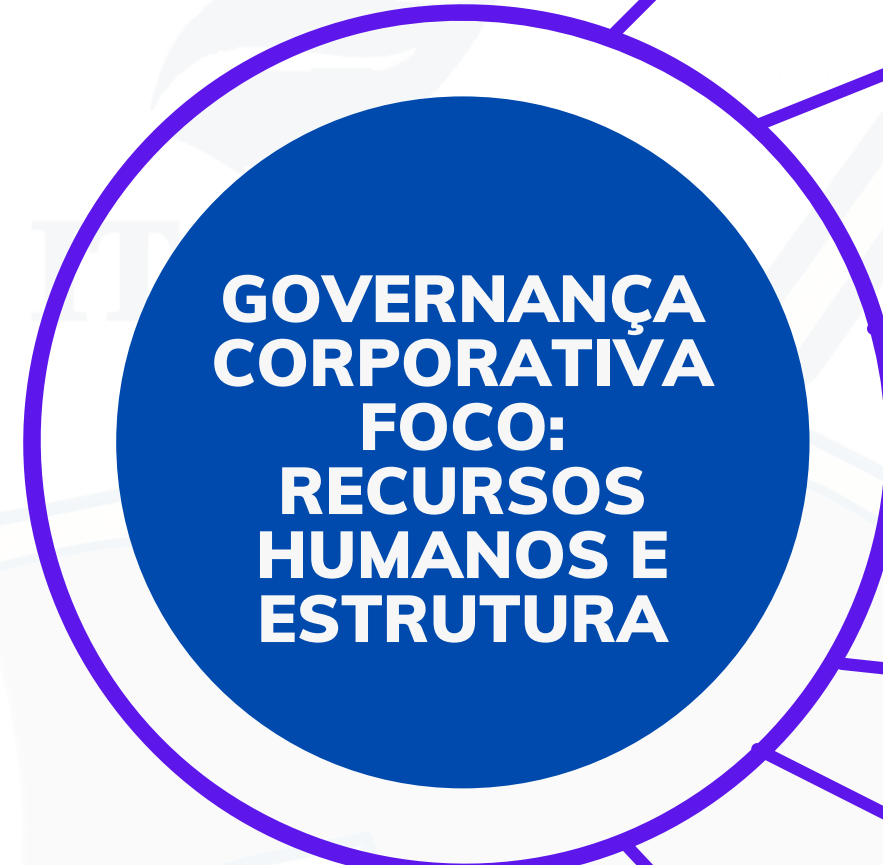 GOVERNANÇA
CORPORATIVA
FOCO:
RECURSOS
HUMANOS E
ESTRUTURA